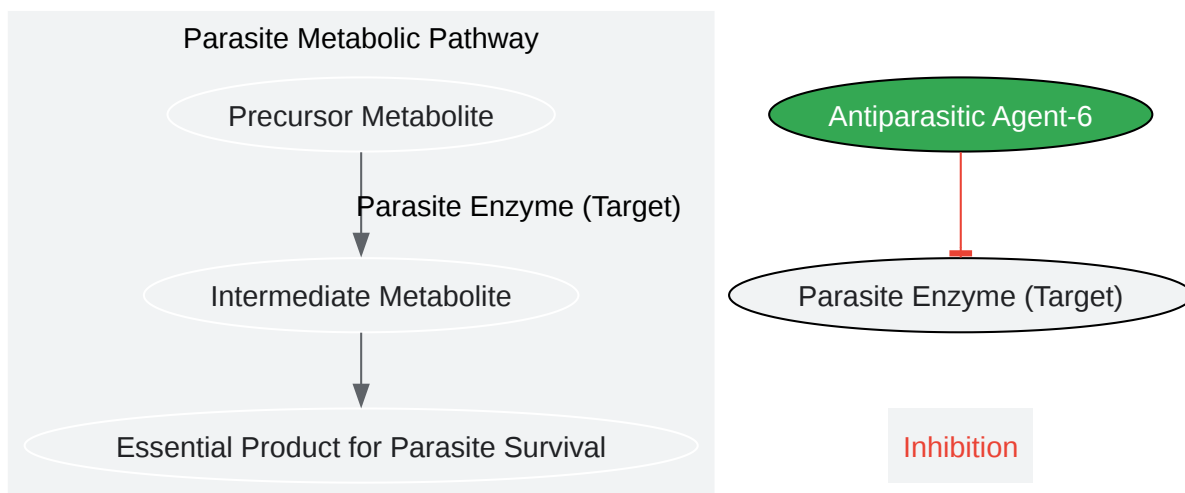 Parasite Metabolic Pathway
Precursor Metabolite
Parasite Enzyme (Target)
Intermediate Metabolite
Essential Product for Parasite Survival
Antiparasitic Agent-6
Parasite Enzyme (Target)
Inhibition